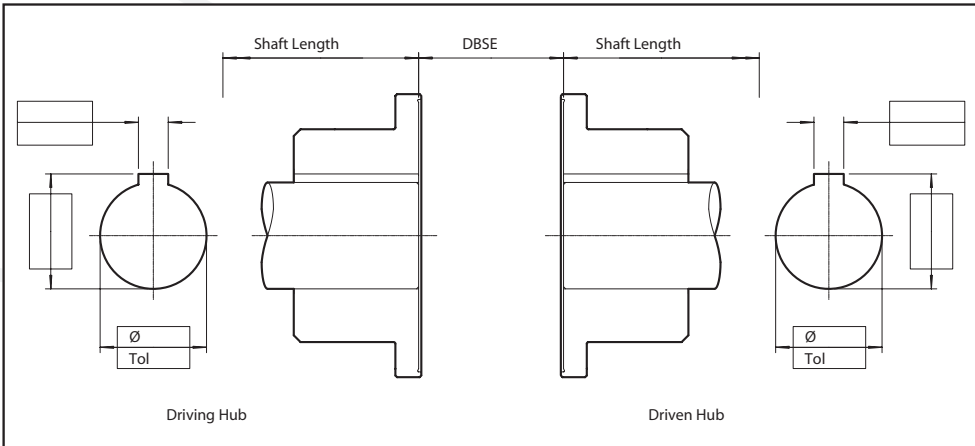 Shaft Length
DBSE
Shaft Length
Ø
Tol
Ø
Tol
Driving Hub
Driven Hub